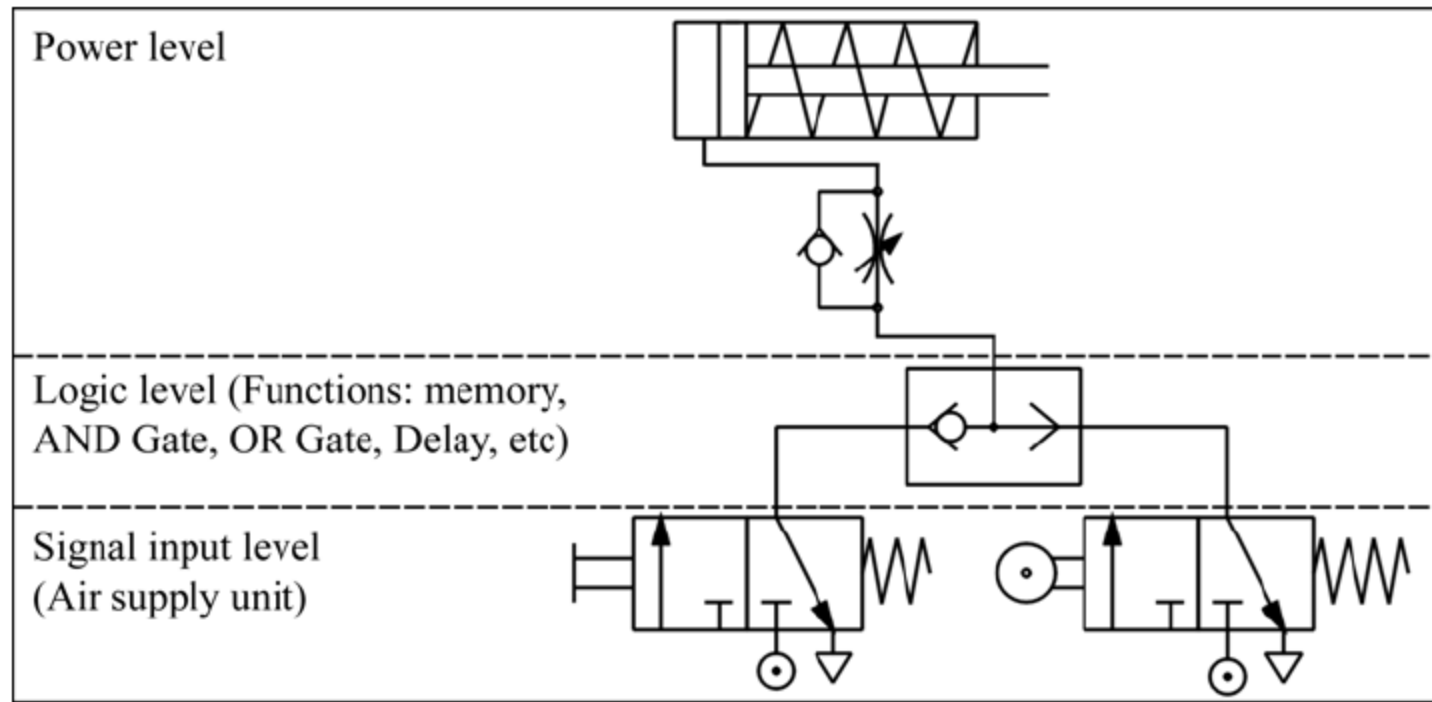 Power level
Logic level (Functions: memory,
AND Gate, OR Gate, Delay, etc)
Signal input level
(Air supply unit)